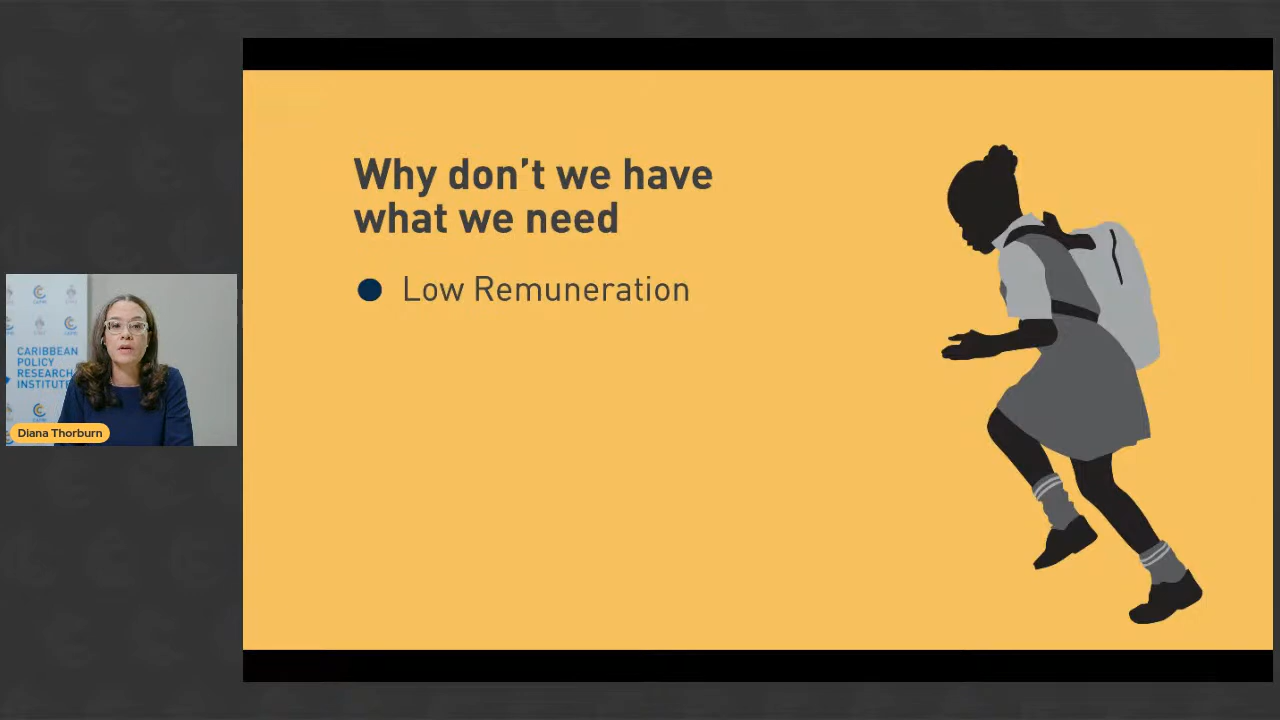 Why don't we have
what we need
Low Remuneration
CARIBBEAN
POLICY
RESEARCH
INSTITUTE
Diana Thorburn